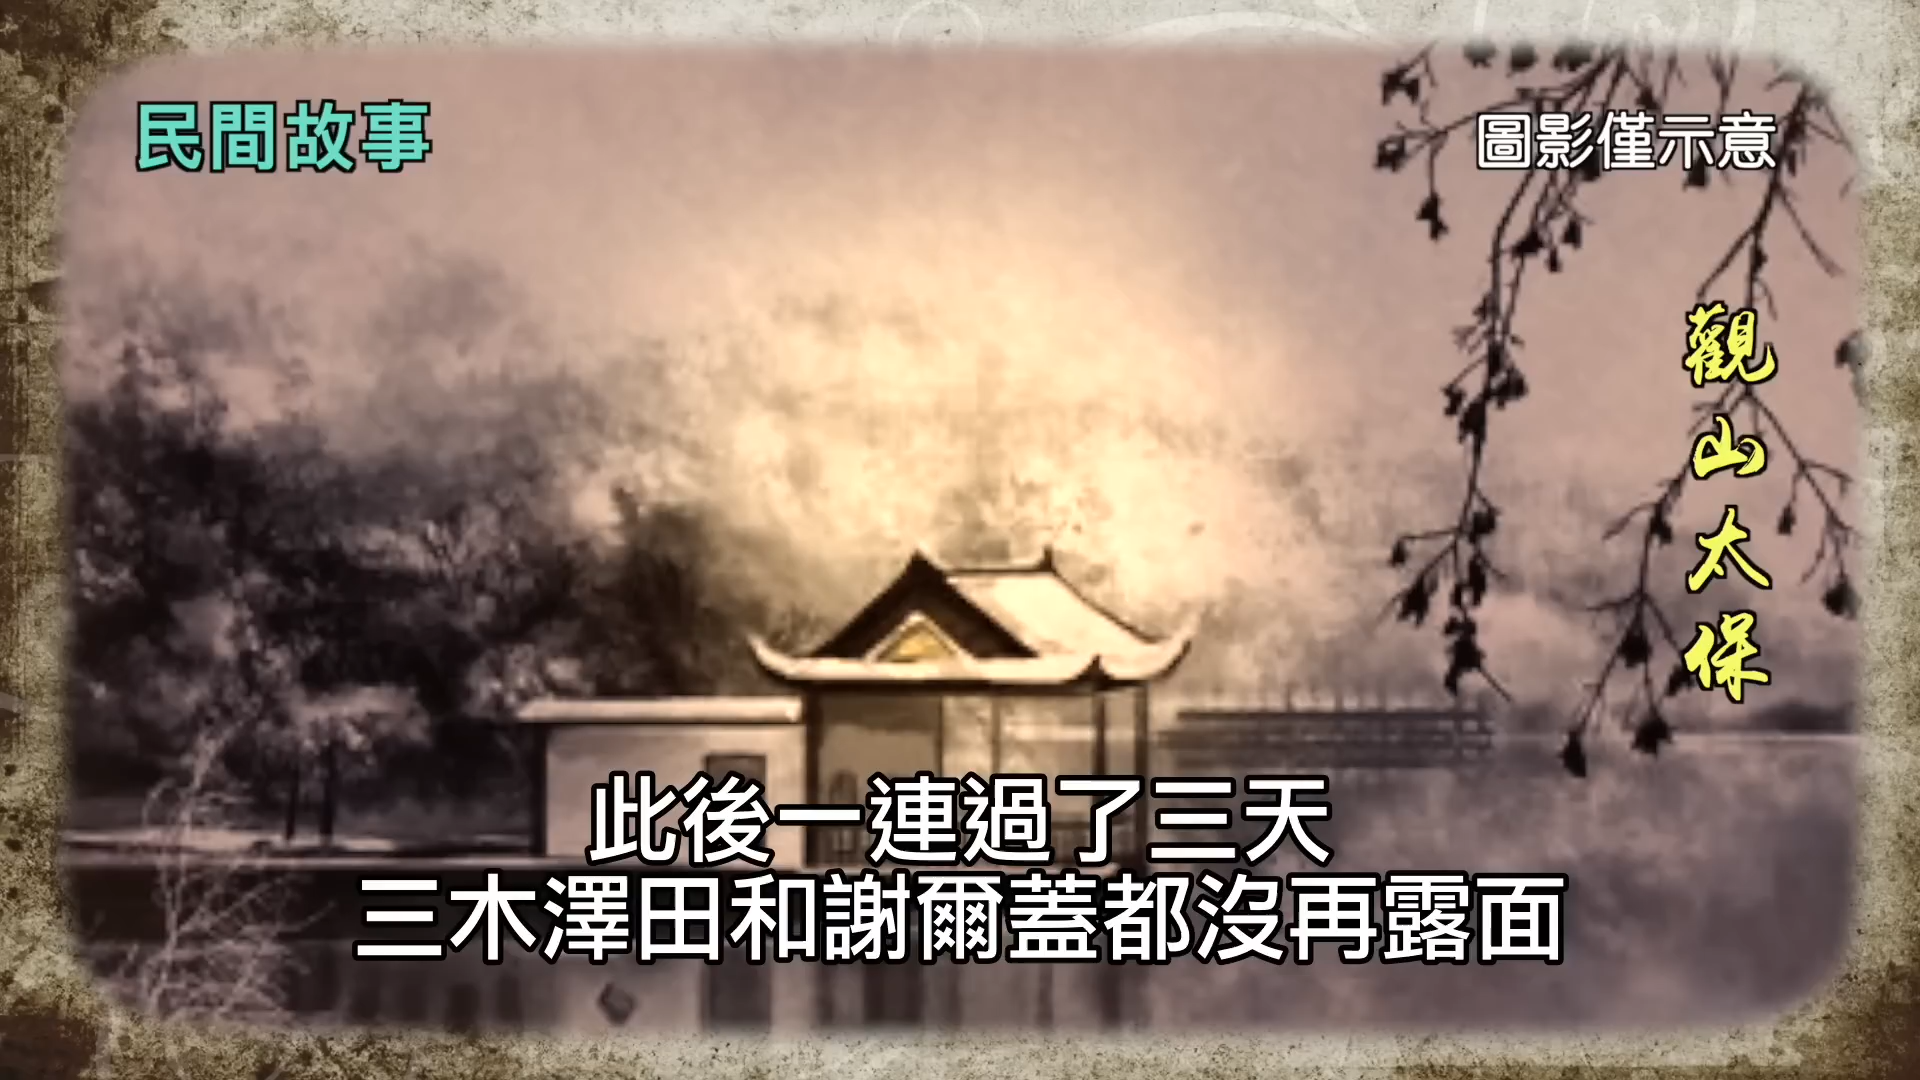 民間故事
圖影僅示意
觀山太保
此後一連過了三天
三木澤田和謝爾蓋都沒再露面